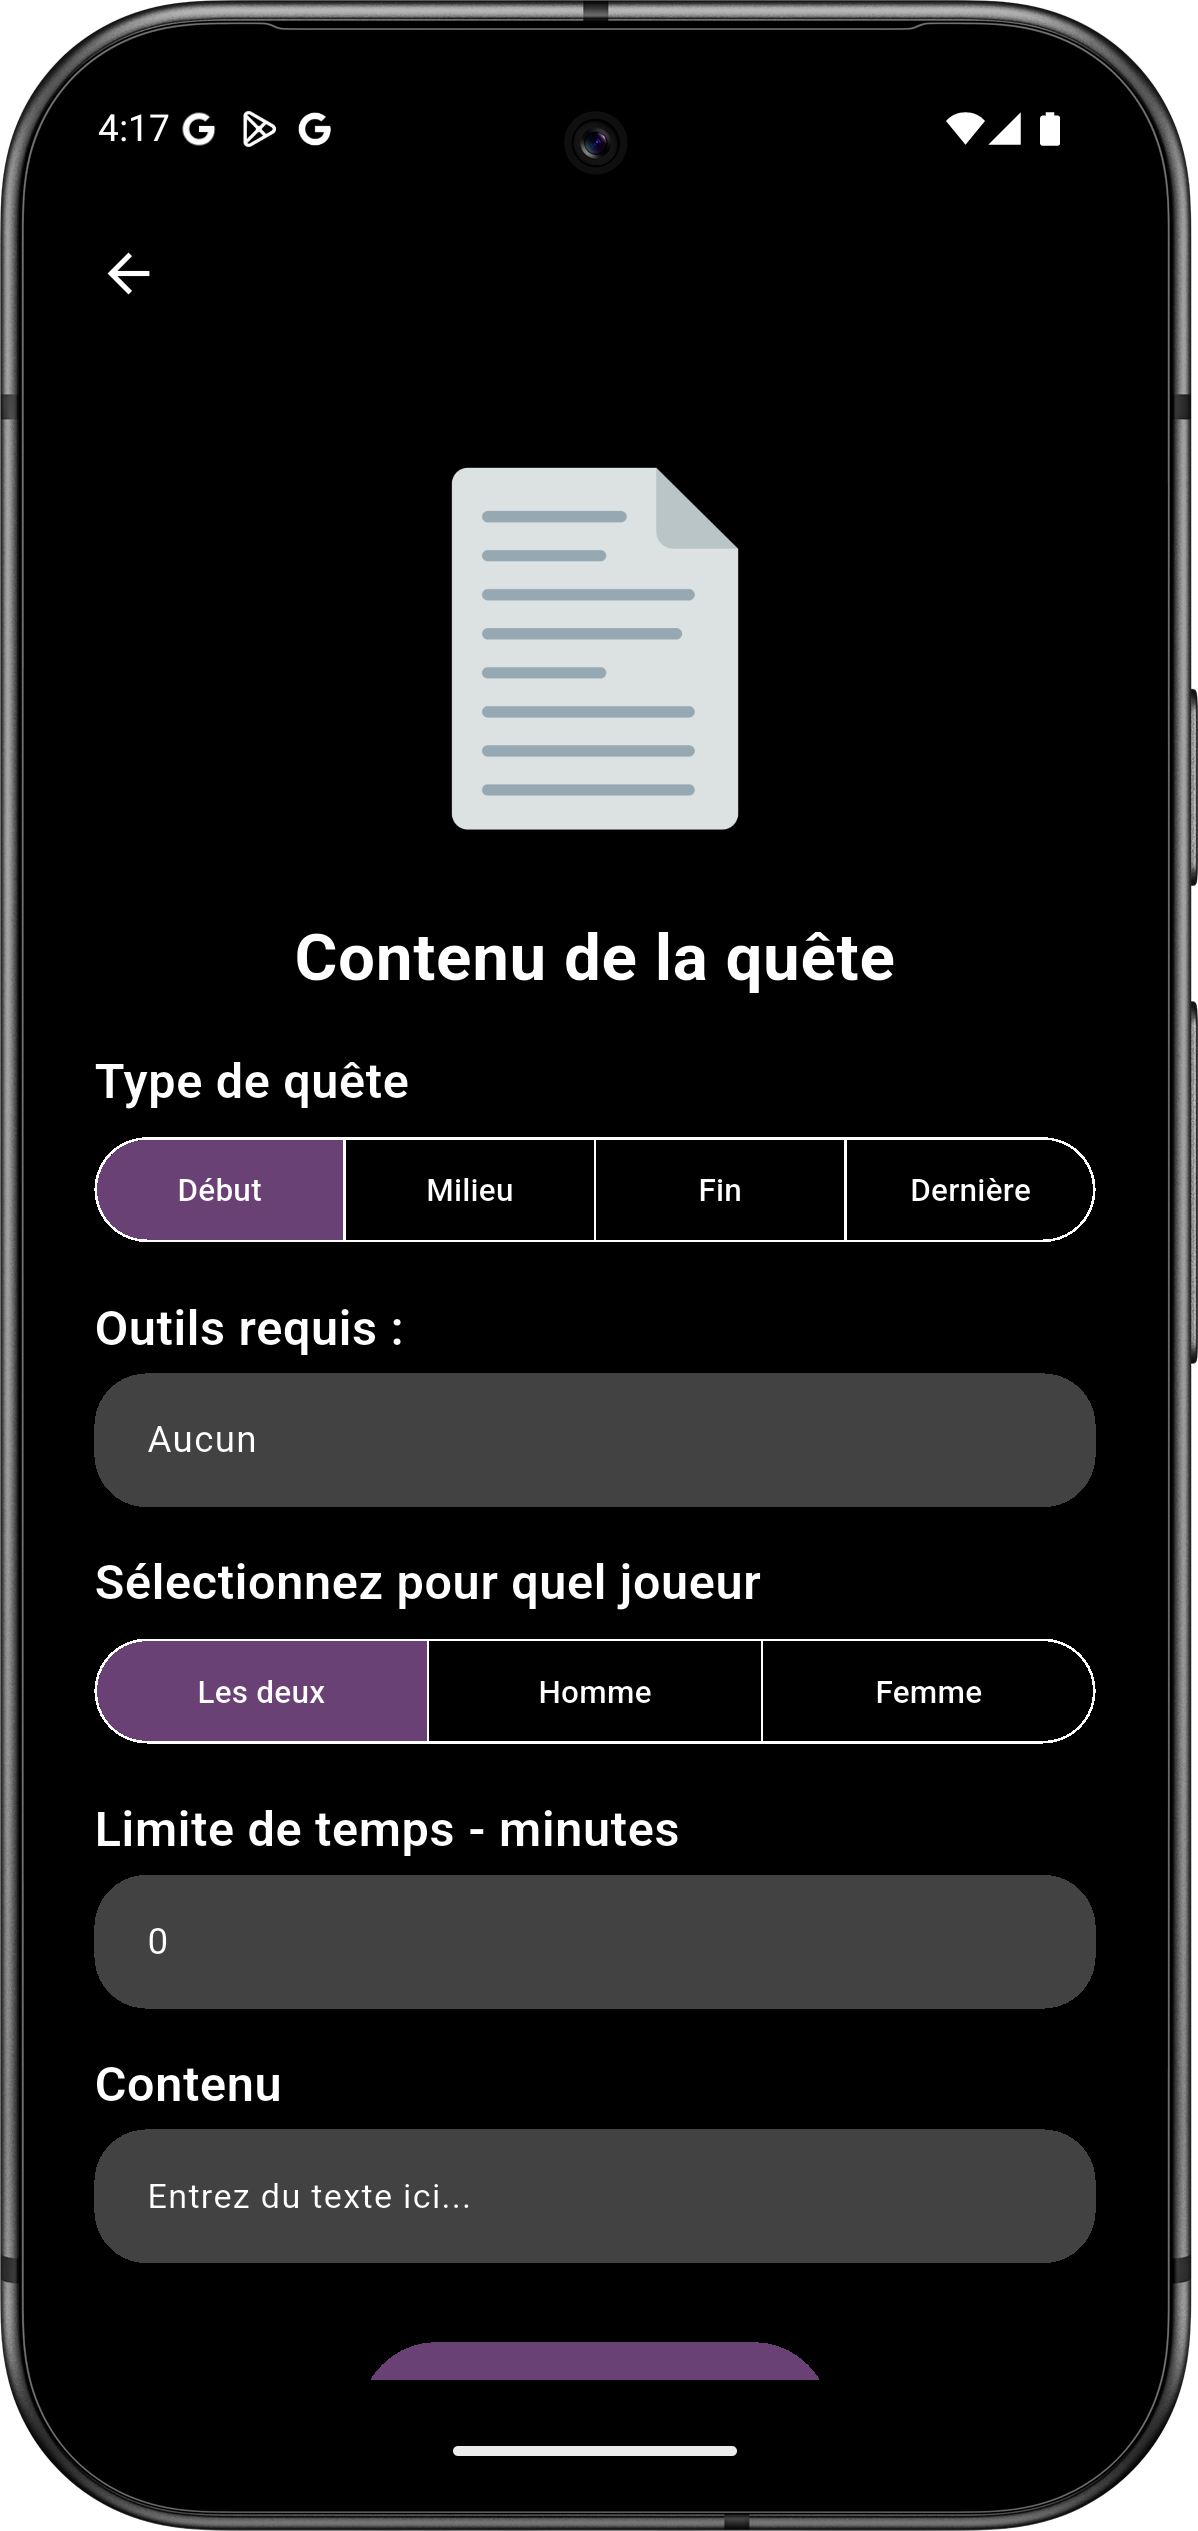 4:17
Contenu de la quête
Type de quête
Début Milieu Fin Dernière
Outils requis :
Aucun
Sélectionnez pour quel joueur
Les deux Homme Femme
Limite de temps - minutes
0
Contenu
Entrez du texte ici...